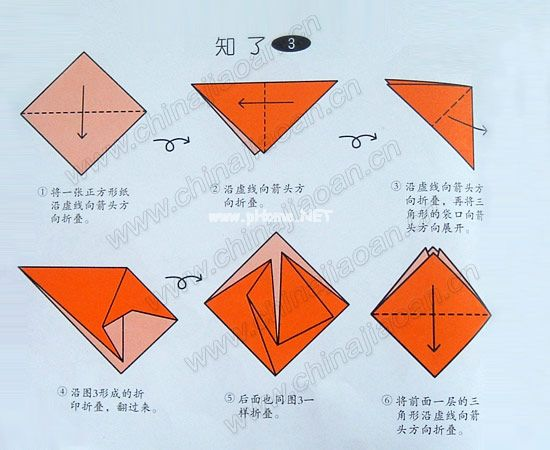 知了 3
① 将一张正方形纸
沿虚线向箭头方
向折叠。
② 沿虚线向箭头方
向折叠。
③ 沿虚线向箭头方
向折叠，再将三
角形的袋口向箭
头方向展开。
④ 沿图3形成的折
印折叠，翻过来。
⑤ 后面也同图3一
样折叠。
⑥ 将前面一层的三
角形沿虚线向箭
头方向折叠。
www.pHome.NET
www.chinajiaoan.cn
www.chinajiaoan.cn
www.chinajiaoan.cn